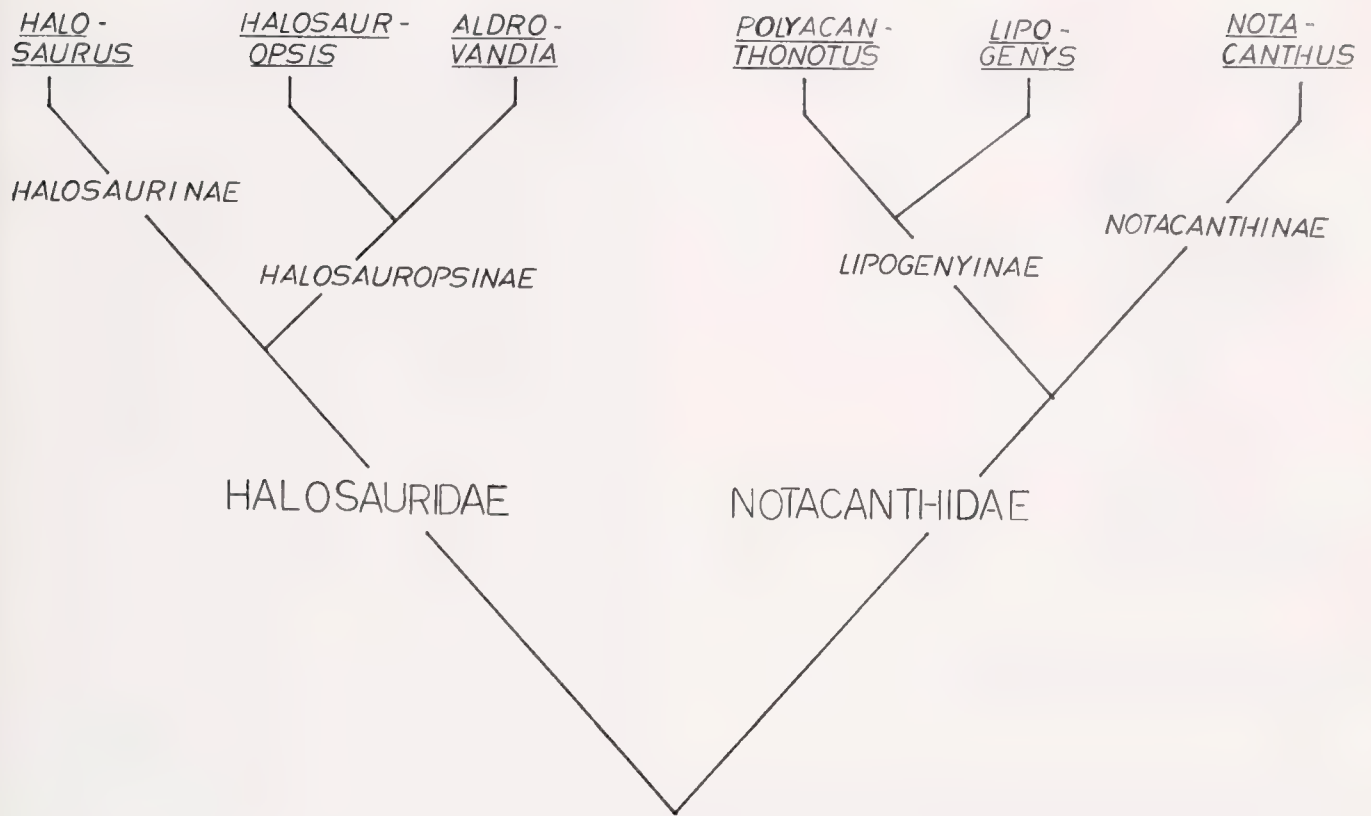 HALO-
SAURUS
HALOSAUR-
OPSIS
ALDRO-
VANDIA
POLYACAN-
THONOTUS
LIPO-
GENYS
NOTA-
CANTHUS
HALOSAURINAE
HALOSAUROPSINAE
LIPOGENYINAE
NOTACANTHINAE
HALOSAURIDAE
NOTACANTHIDAE